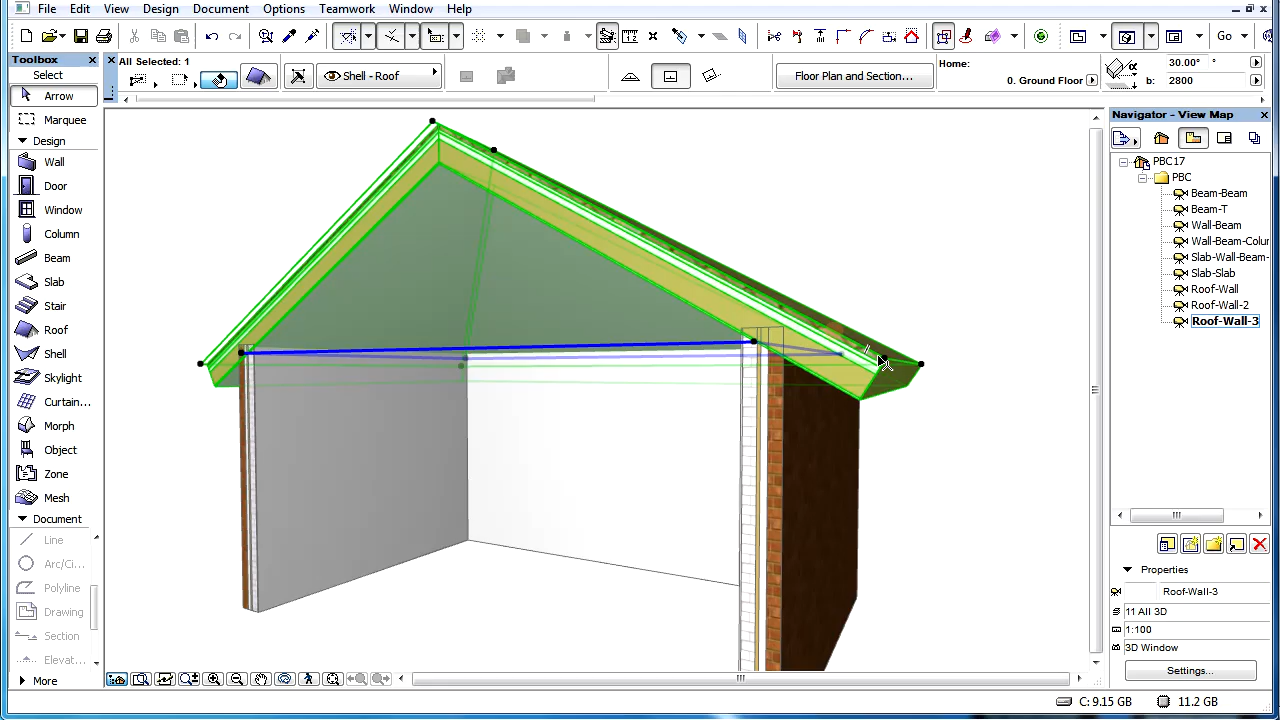 File Edit View Design Document Options Teamwork Window Help
Go
Toolbox
Select
Arrow
Marquee
Design
Wall
Door
Window
Column
Beam
Slab
Stair
Roof
Shell
Skylight
Curtain...
Morph
Object
Zone
Mesh
Document
Line
Arc/Ci...
Polyline
Drawing
Section
Elevat...
More
All Selected: 1
Shell - Roof
Floor Plan and Section...
Home:
0. Ground Floor
α 30.00° °
b: 2800
Navigator - View Map
PBC17
PBC
Beam-Beam
Beam-T
Wall-Beam
Wall-Beam-Colur
Slab-Wall-Beam-
Slab-Slab
Roof-Wall
Roof-Wall-2
Roof-Wall-3
Properties
Roof-Wall-3
11 All 3D
1:100
3D Window
Settings...
C: 9.15 GB 11.2 GB